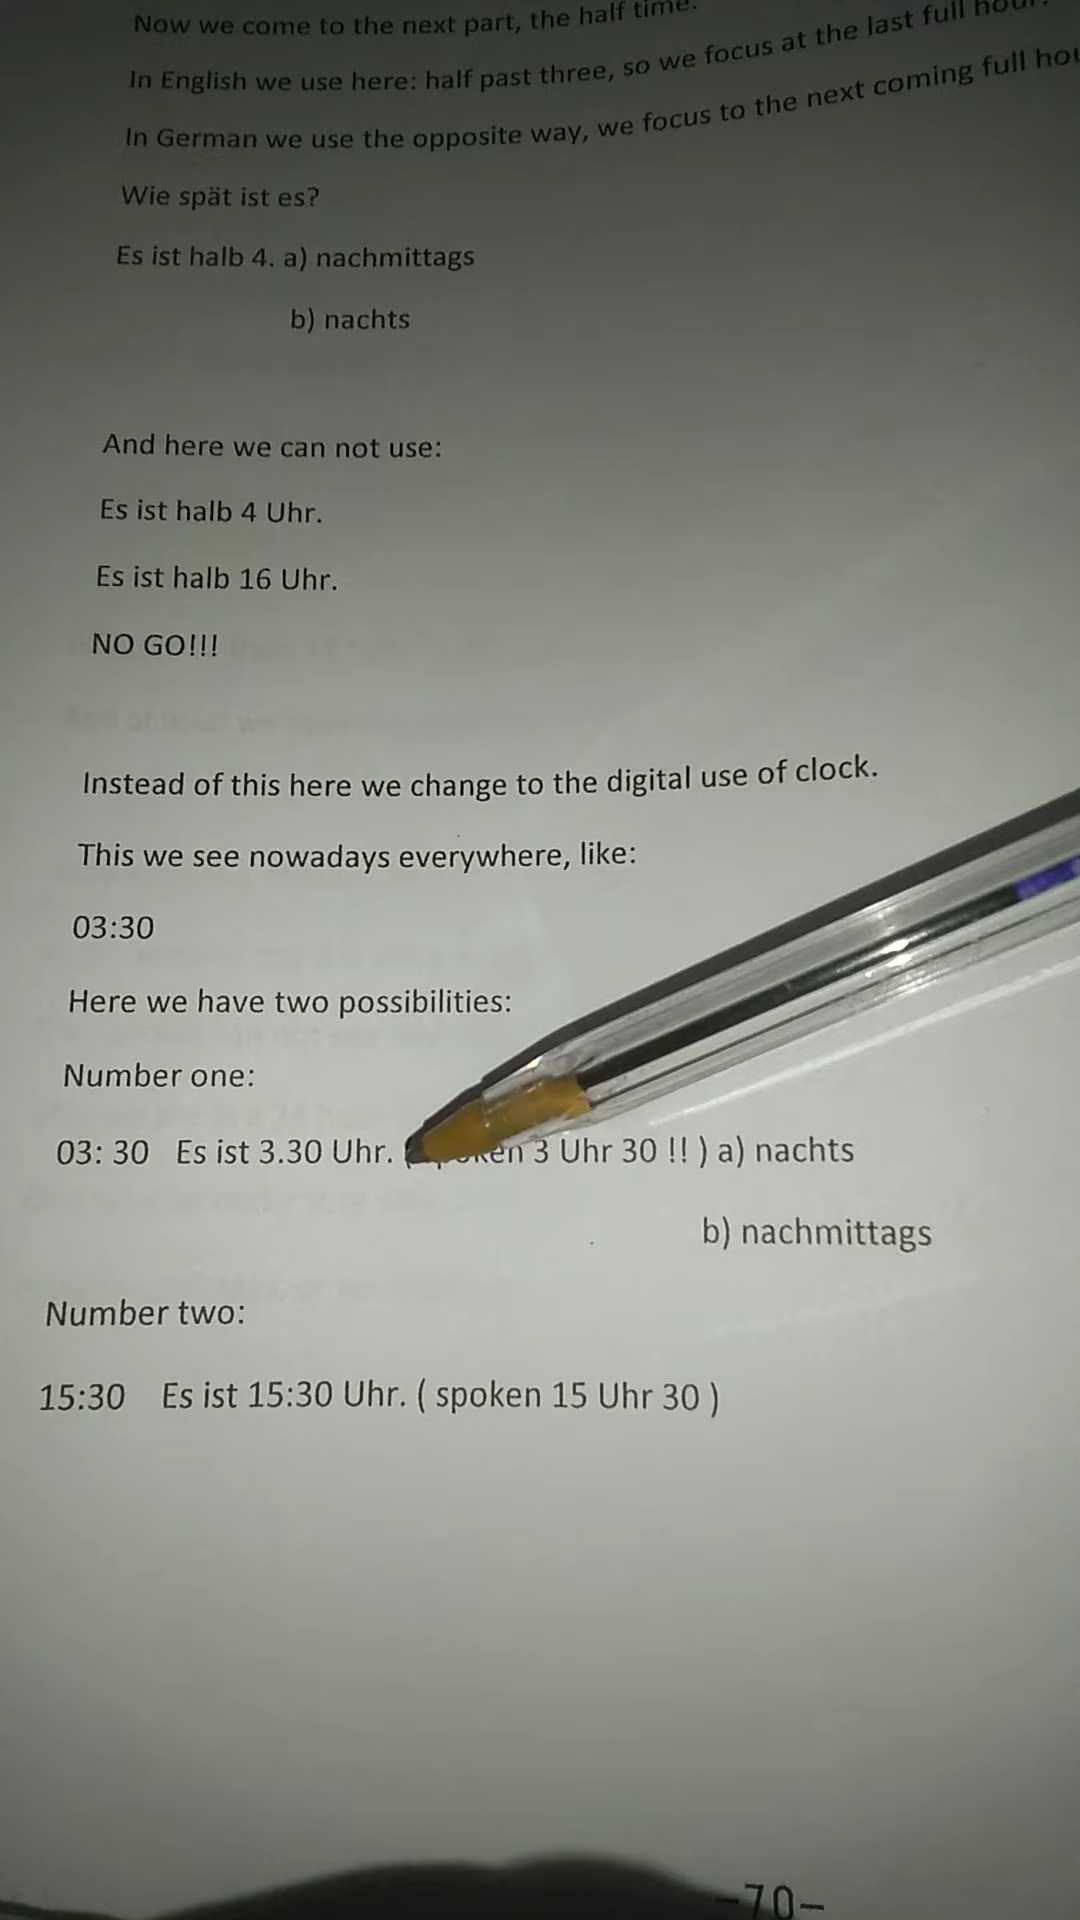 Now we come to the next part, the half time.
In English we use here: half past three, so we focus at the last full hour.
In German we use the opposite way, we focus to the next coming full
Wie spät ist es?
Es ist halb 4. a) nachmittags
b) nachts
And here we can not use:
Es ist halb 4 Uhr.
Es ist halb 16 Uhr.
NO GO!!!
Instead of this here we change to the digital use of clock.
This we see nowadays everywhere, like:
03:30
Here we have two possibilities:
Number one:
03: 30 Es ist 3.30 Uhr. 3 Uhr 30 !! ) a) nachts
b) nachmittags
Number two:
15:30 Es ist 15:30 Uhr. ( spoken 15 Uhr 30 )
-70-